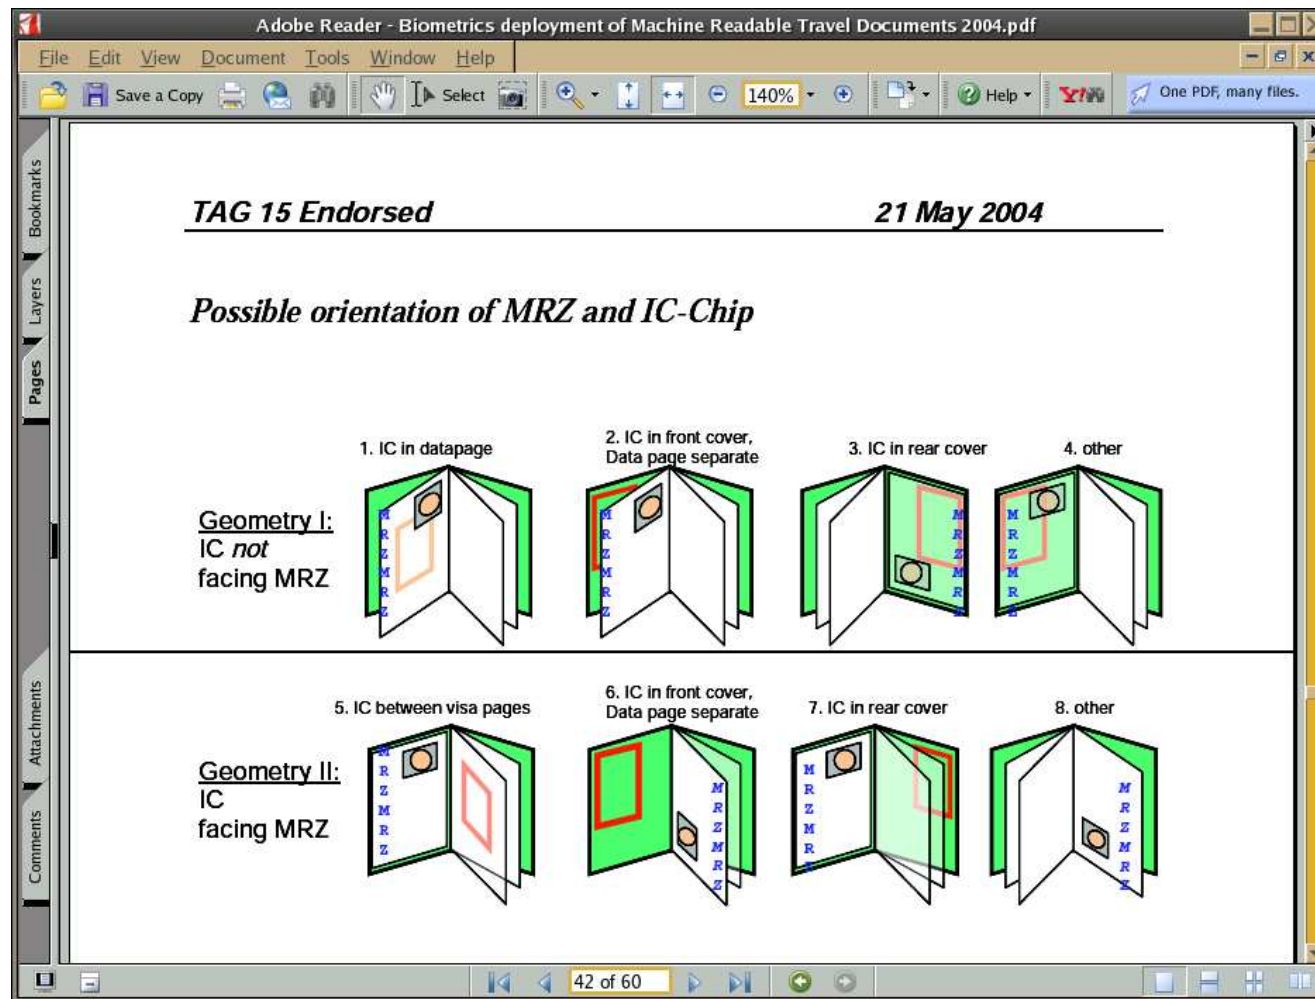 Adobe Reader - Biometrics deployment of Machine Readable Travel Documents 2004.pdf
File Edit View Document Tools Window Help
Save a Copy Select 140% Help Y! One PDF, many files.
Bookmarks
Layers
Pages
Attachments
Comments
TAG 15 Endorsed 21 May 2004
Possible orientation of MRZ and IC-Chip
1. IC in datapage
2. IC in front cover,
Data page separate
3. IC in rear cover
4. other
Geometry I:
IC not
facing MRZ
MRZMRZ
MRZMRZ
MRZMRZ
MRZMRZ
5. IC between visa pages
6. IC in front cover,
Data page separate
7. IC in rear cover
8. other
Geometry II:
IC
facing MRZ
MRZMRZ
MRZMRZ
MRZMRZ
MRZMRZ
42 of 60